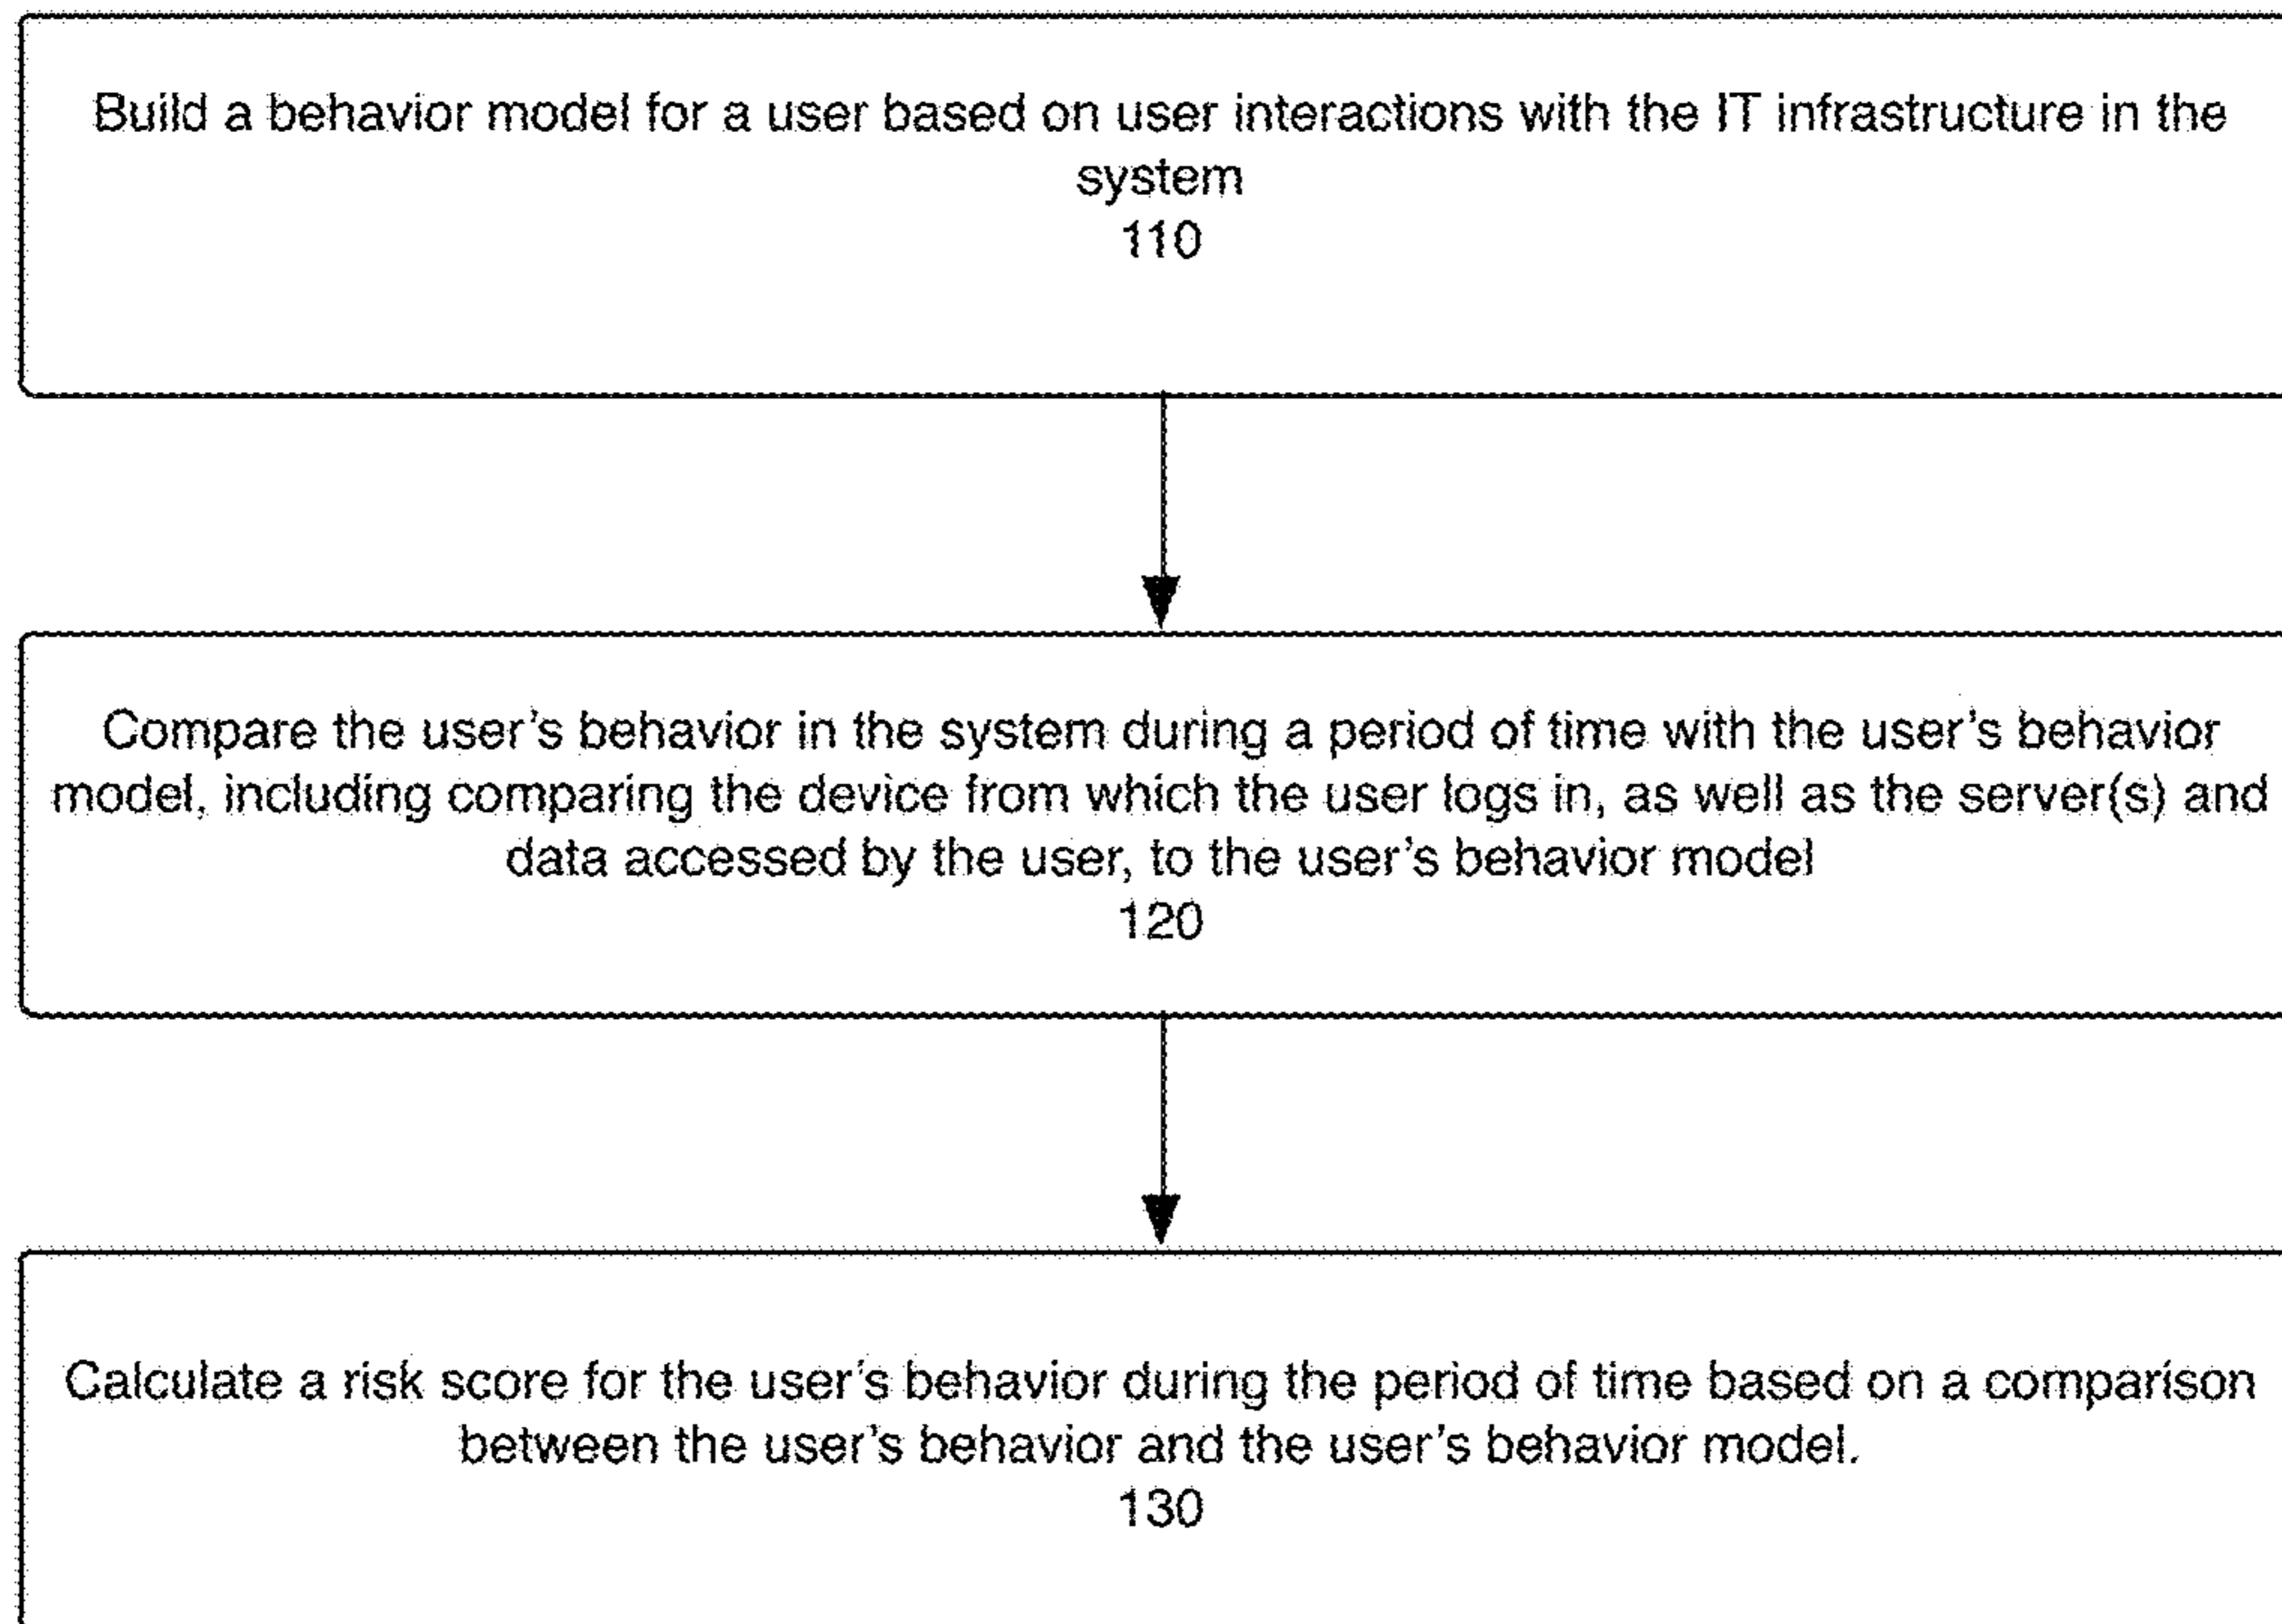 Build a behavior model for a user based on user interactions with the IT infrastructure in the
system
110
Compare the user's behavior in the system during a period of time with the user's behavior
model, including comparing the device from which the user logs in, as well as the server(s) and
data accessed by the user, to the user's behavior model
120
Calculate a risk score for the user's behavior during the period of time based on a comparison
between the user's behavior and the user's behavior model.
130